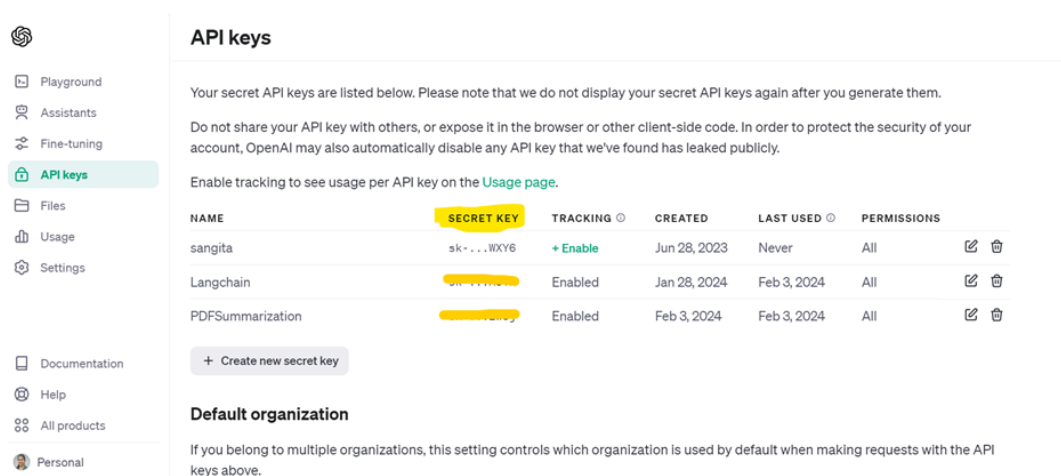 API keys
Playground
Assistants
Fine-tuning
API keys
Files
Usage
Settings
Documentation
Help
All products
Personal
Your secret API keys are listed below. Please note that we do not display your secret API keys again after you generate them.
Do not share your API key with others, or expose it in the browser or other client-side code. In order to protect the security of your
account, OpenAI may also automatically disable any API key that we've found has leaked publicly.
Enable tracking to see usage per API key on the Usage page.
NAME SECRET KEY TRACKING CREATED LAST USED PERMISSIONS
sangita sk-...WXY6 + Enable Jun 28, 2023 Never All
Langchain Enabled Jan 28, 2024 Feb 3, 2024 All
PDFSummarization Enabled Feb 3, 2024 Feb 3, 2024 All
+ Create new secret key
Default organization
If you belong to multiple organizations, this setting controls which organization is used by default when making requests with the API
keys above.